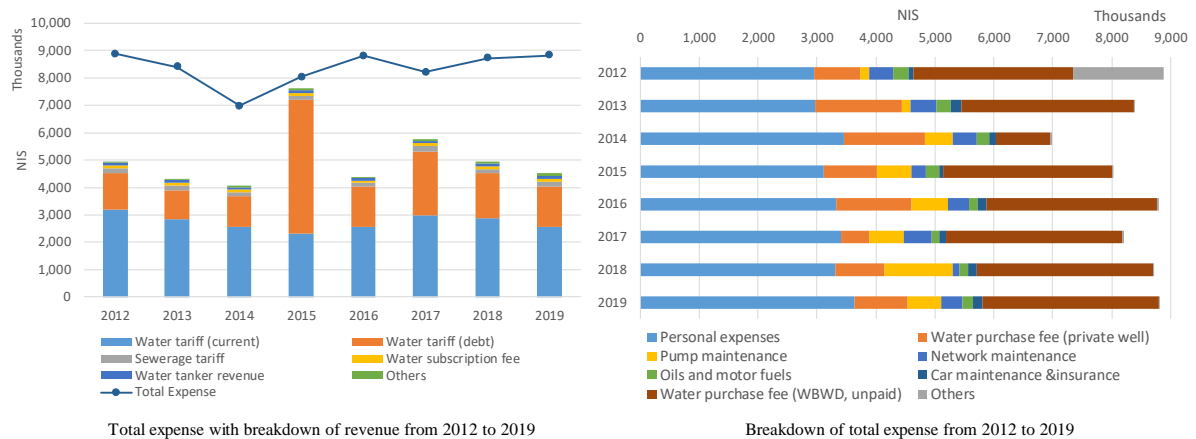 10,000
9,000
8,000
7,000
6,000
5,000
4,000
3,000
2,000
1,000
0
Thousands
NIS
2012 2013 2014 2015 2016 2017 2018 2019
Water tariff (current) Water tariff (debt)
Sewerage tariff Water subscription fee
Water tanker revenue Others
Total Expense
Total expense with breakdown of revenue from 2012 to 2019
NIS Thousands
0 1,000 2,000 3,000 4,000 5,000 6,000 7,000 8,000 9,000
2012
2013
2014
2015
2016
2017
2018
2019
Personal expenses Water purchase fee (private well)
Pump maintenance Network maintenance
Oils and motor fuels Car maintenance &insurance
Water purchase fee (WBWD, unpaid) Others
Breakdown of total expense from 2012 to 2019